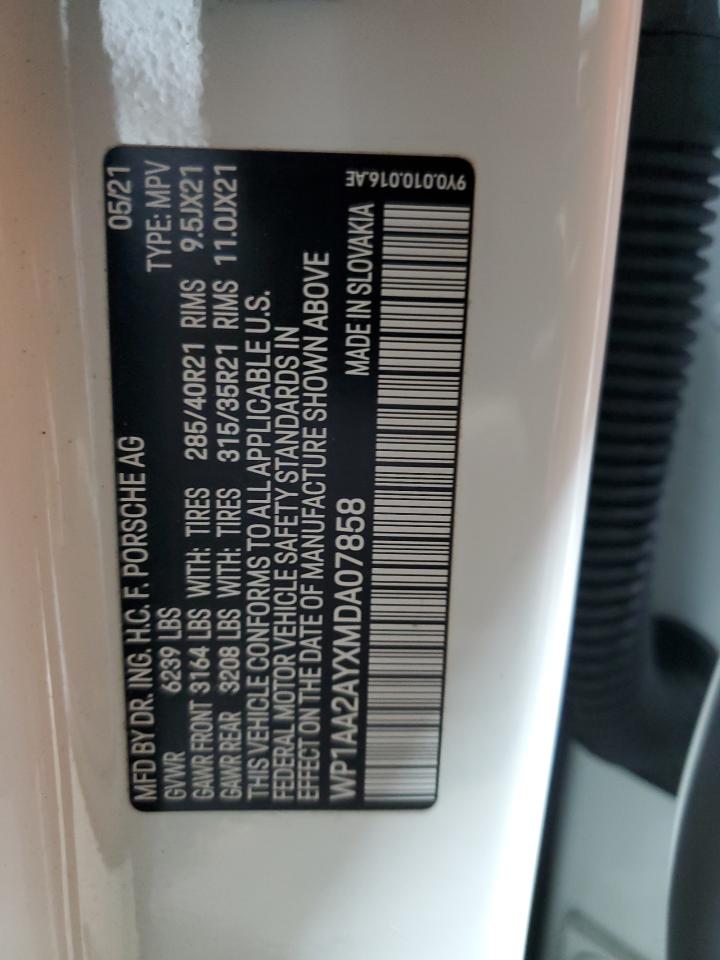 MFD BY DR. ING. H.C. F. PORSCHE AG 05/21
GVWR 6239 LBS TYPE: MPV
GAWR FRONT 3164 LBS WITH: TIRES 285/40R21 RIMS 9.5JX21
GAWR REAR 3208 LBS WITH: TIRES 315/35R21 RIMS 11.0JX21
THIS VEHICLE CONFORMS TO ALL APPLICABLE U.S.
FEDERAL MOTOR VEHICLE SAFETY STANDARDS IN
EFFECT ON THE DATE OF MANUFACTURE SHOWN ABOVE
WP1AA2AYXMDA07858 MADE IN SLOVAKIA
9Y0.010.016.AE